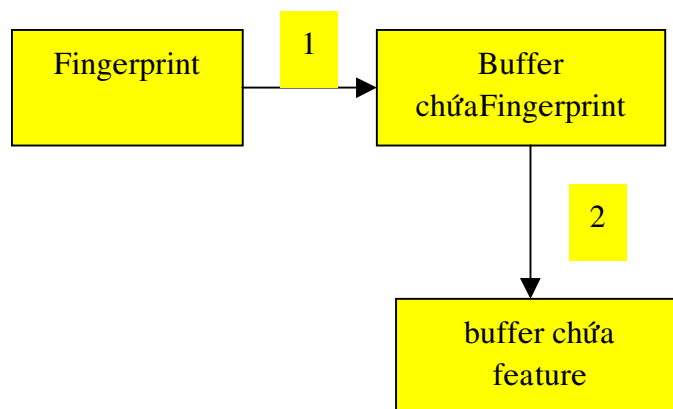 Fingerprint
1
Buffer
chứaFingerprint
2
buffer chứa
feature